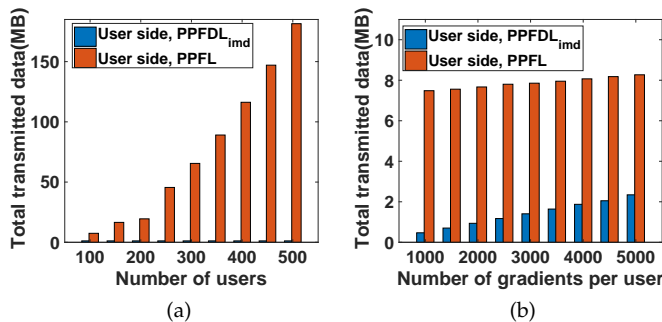 Total transmitted data(MB)
150
100
50
0
User side, PPFDL_imd
User side, PPFL
100 200 300 400 500
Number of users
(a)
Total transmitted data(MB)
10
8
6
4
2
0
User side, PPFDL_imd
User side, PPFL
1000 2000 3000 4000 5000
Number of gradients per user
(b)